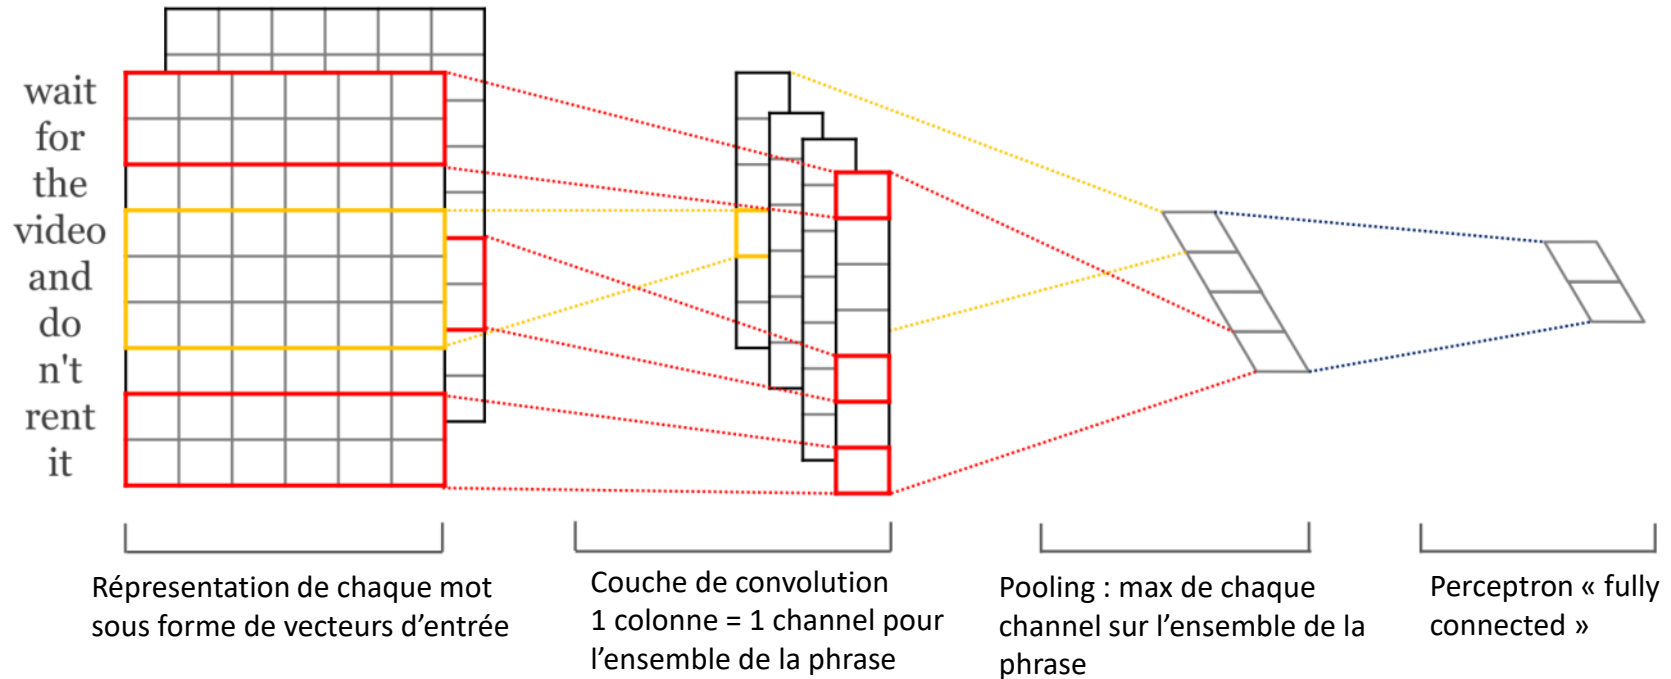 wait
for
the
video
and
do
n't
rent
it
Répresentation de chaque mot
sous forme de vecteurs d’entrée
Couche de convolution
1 colonne = 1 channel pour
l’ensemble de la phrase
Pooling : max de chaque
channel sur l’ensemble de la
phrase
Perceptron « fully
connected »